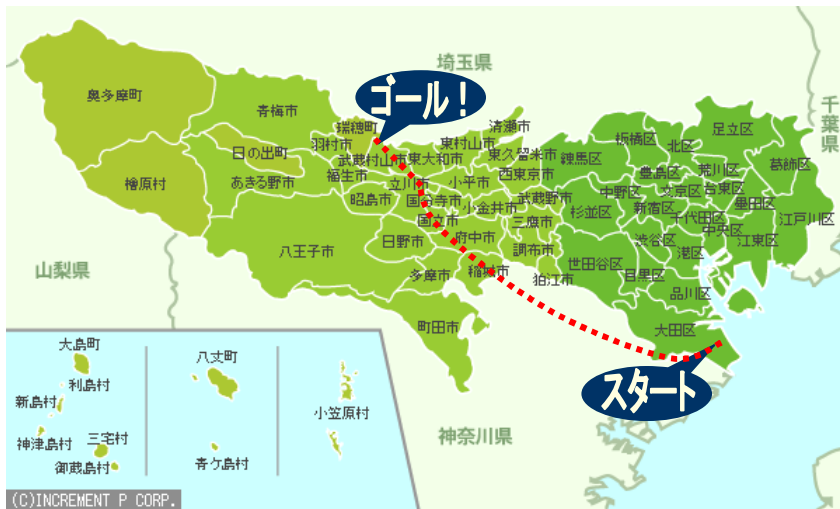 埼玉県
千葉県
ゴール!
奥多摩町
青梅市
瑞穂町
清瀬市
足立区
板橋区
北区
羽村市
東村山市
日の出町
武蔵村山市
東大和市
東久留米市
練馬区
葛飾区
福生市
西東京市
豊島区
荒川区
檜原村
あきる野市
立川市
小平市
中野区
文京区
台東区
昭島市
国分寺市
武蔵野市
墨田区
小金井市
杉並区
新宿区
千代田区
江戸川区
国立市
三鷹市
中央区
日野市
府中市
渋谷区
江東区
八王子市
調布市
港区
山梨県
多摩市
稲城市
狛江市
世田谷区
目黒区
品川区
町田市
大田区
スタート
神奈川県
大島町
利島村
新島村
神津島村
三宅村
御蔵島村
八丈町
青ケ島村
小笠原村
(C)INCREMENT P CORP.